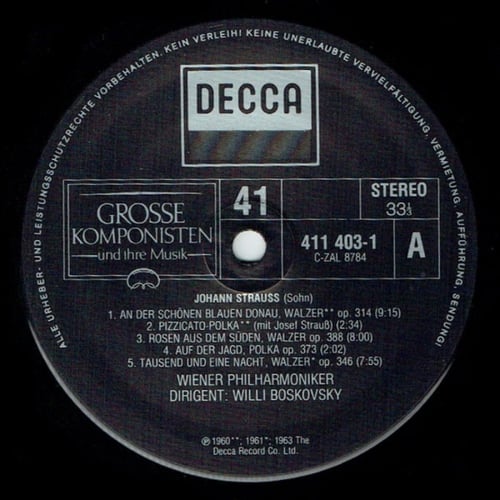 ALLE URHEBER- UND LEISTUNGSSCHUTZRECHTE VORBEHALTEN. KEIN VERLEIH! KEINE UNERLAUBTE VERVIELFÄLTIGUNG, VERMIETUNG, AUFFÜHRUNG, SENDUNG!
DECCA
GROSSE
KOMPONISTEN
und ihre Musik
41
STEREO
33⅓
411 403-1
C-ZAL 8784
A
JOHANN STRAUSS (Sohn)
1. AN DER SCHÖNEN BLAUEN DONAU, WALZER** op. 314 (9:15)
2. PIZZICATO-POLKA** (mit Josef Strauß) (2:34)
3. ROSEN AUS DEM SÜDEN, WALZER op. 388 (8:00)
4. AUF DER JAGD, POLKA op. 373 (2:02)
5. TAUSEND UND EINE NACHT, WALZER* op. 346 (7:55)
WIENER PHILHARMONIKER
DIRIGENT: WILLI BOSKOVSKY
℗ 1960**; 1961*; 1963 The
Decca Record Co. Ltd.